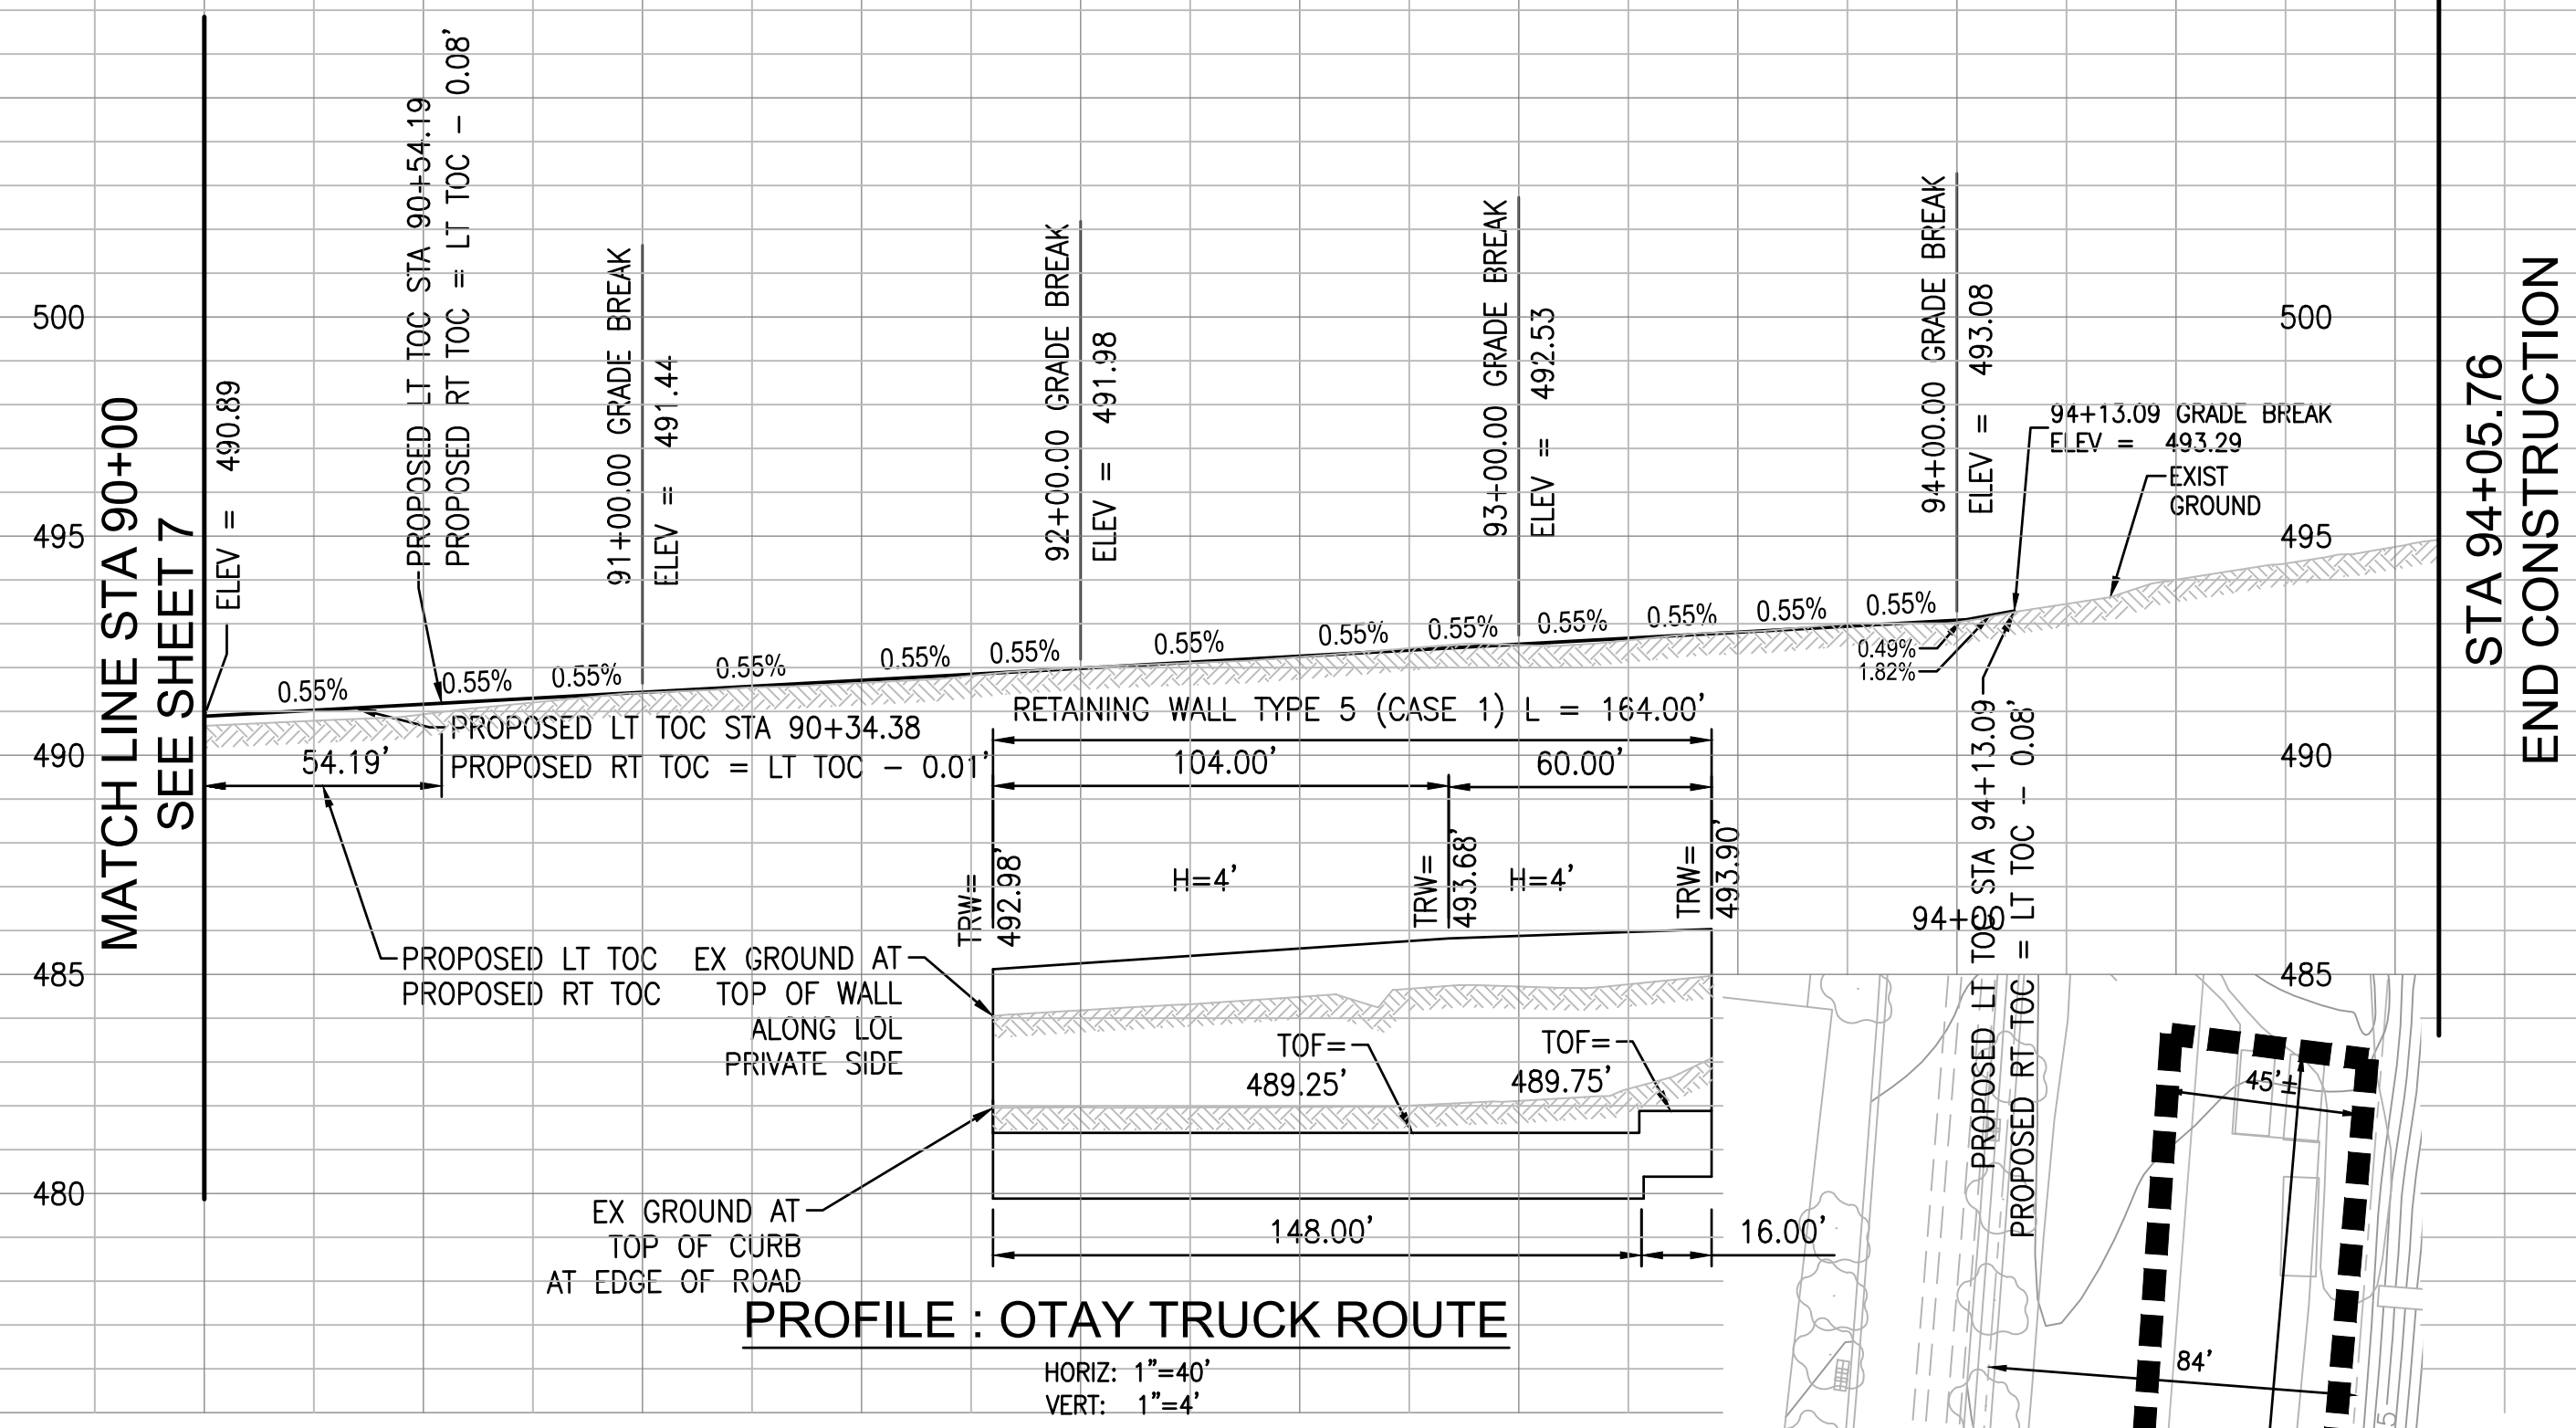 MATCH LINE STA 90+00
SEE SHEET 7
ELEV = 490.89
PROPOSED LT TOC STA 90+54.19
PROPOSED RT TOC = LT TOC - 0.08'
91+00.00 GRADE BREAK
ELEV = 491.44
92+00.00 GRADE BREAK
ELEV = 491.98
93+00.00 GRADE BREAK
ELEV = 492.53
94+00.00 GRADE BREAK
ELEV = 493.08
94+13.09 GRADE BREAK
ELEV = 493.29
EXIST
GROUND
STA 94+05.76
END CONSTRUCTION
500
495
490
485
480
500
495
490
485
0.55%
0.55%
0.55%
0.55%
0.55%
0.55%
0.55%
0.55%
0.55%
0.55%
0.55%
0.55%
0.55%
0.49%
1.82%
PROPOSED LT TOC STA 90+34.38
PROPOSED RT TOC = LT TOC - 0.01'
54.19'
RETAINING WALL TYPE 5 (CASE 1) L = 164.00'
104.00'
60.00'
TRW=
492.98'
H=4'
TRW=
493.68'
H=4'
TRW=
493.90'
PROPOSED LT TOC STA 94+13.09
PROPOSED RT TOC = LT TOC - 0.08'
94+00
PROPOSED LT TOC
PROPOSED RT TOC
EX GROUND AT
TOP OF WALL
ALONG LOL
PRIVATE SIDE
TOF=
489.25'
TOF=
489.75'
EX GROUND AT
TOP OF CURB
AT EDGE OF ROAD
148.00'
16.00'
45'±
84'
5
PROFILE : OTAY TRUCK ROUTE
HORIZ: 1"=40'
VERT: 1"=4'